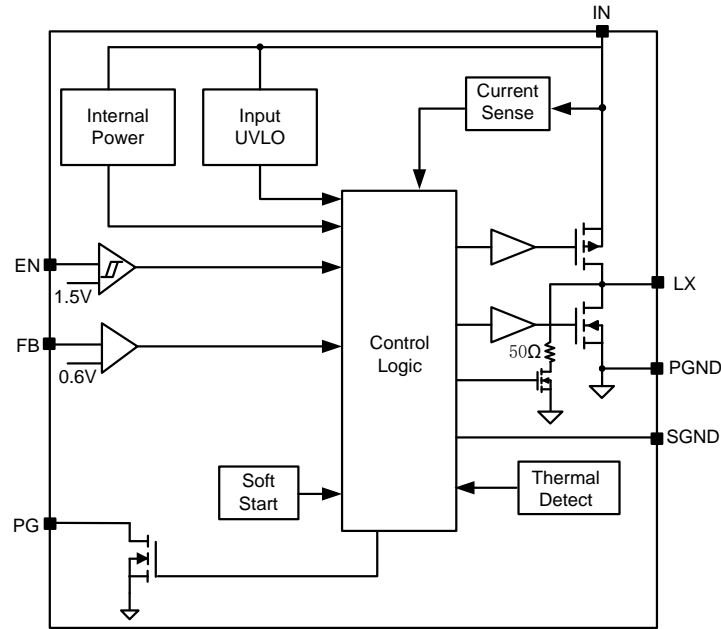 IN
Internal
Power
Input
UVLO
Current
Sense
EN
1.5V
LX
FB
0.6V
Control
Logic
50Ω
PGND
SGND
Soft
Start
Thermal
Detect
PG